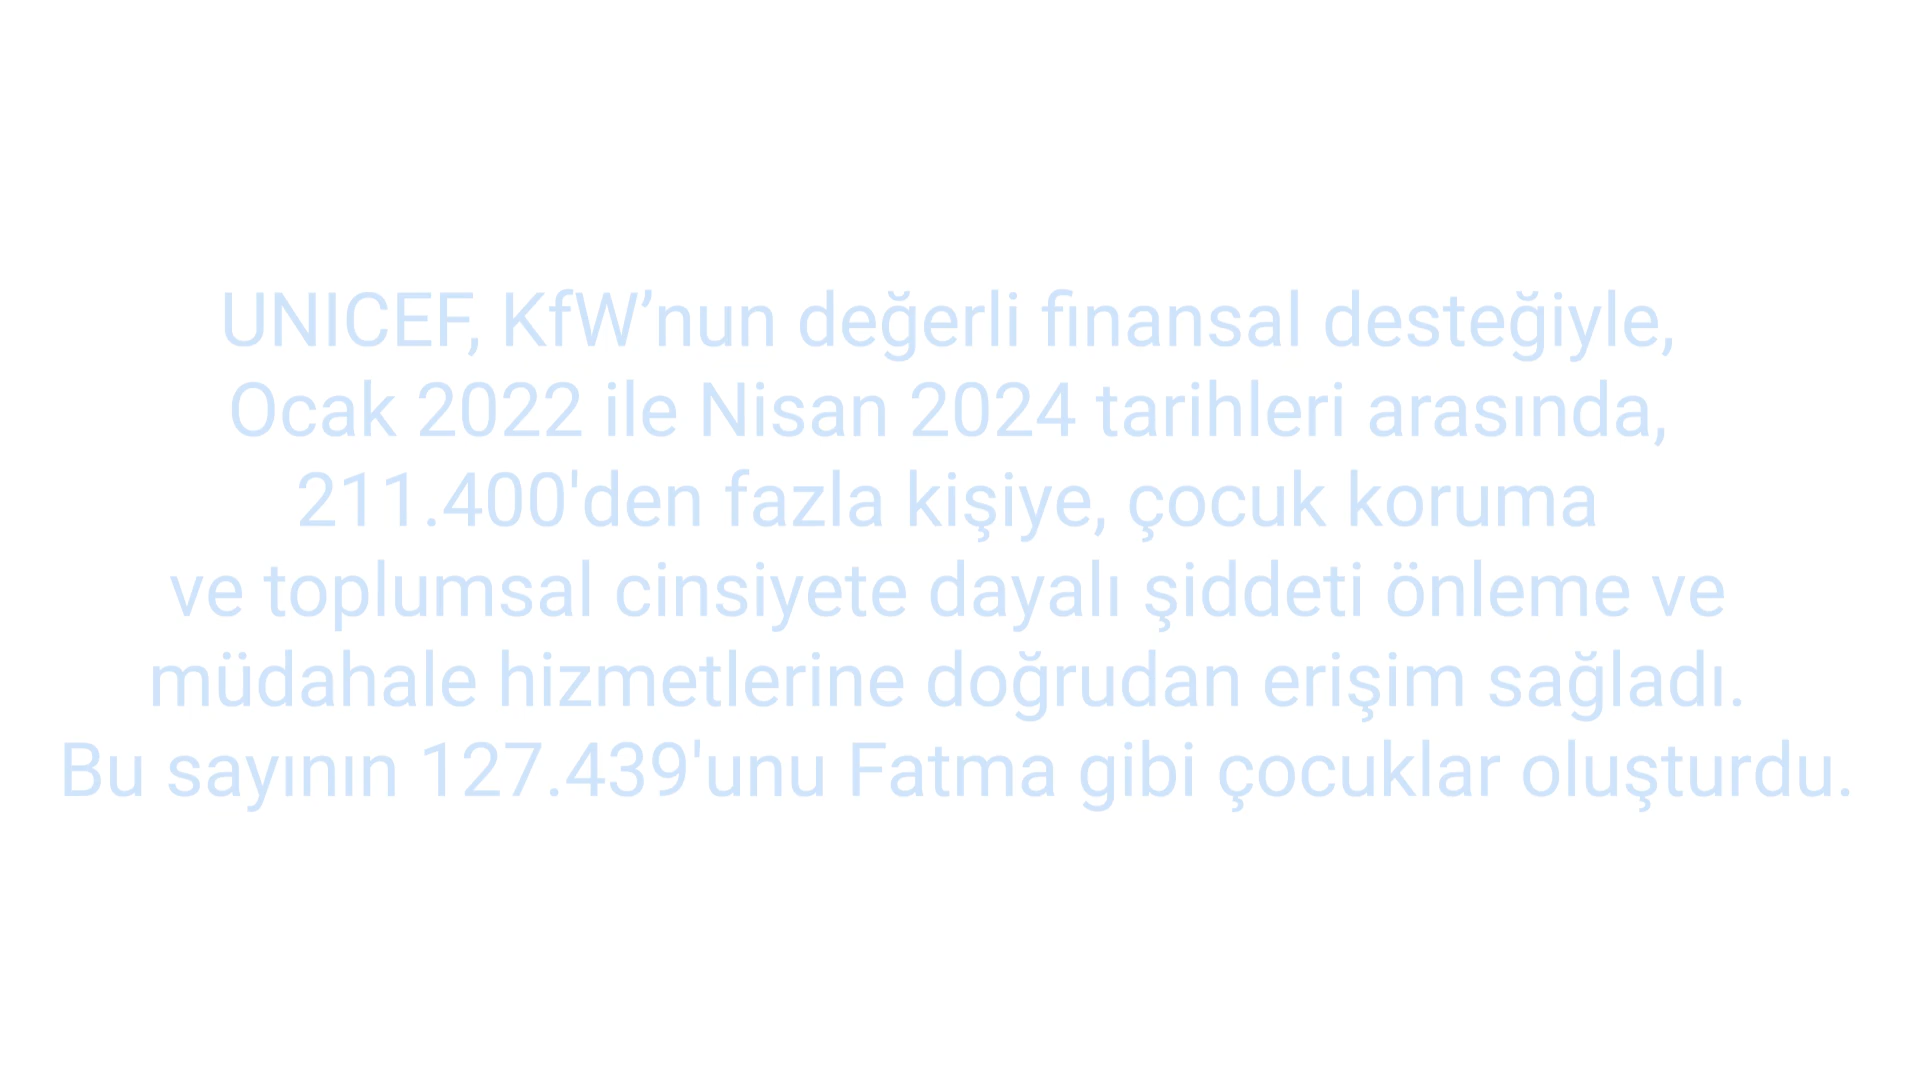 UNICEF, KfW’nun değerli finansal desteğiyle,
Ocak 2022 ile Nisan 2024 tarihleri arasında,
211.400'den fazla kişiye, çocuk koruma
ve toplumsal cinsiyete dayalı şiddeti önleme ve
müdahale hizmetlerine doğrudan erişim sağladı.
Bu sayının 127.439'unu Fatma gibi çocuklar oluşturdu.